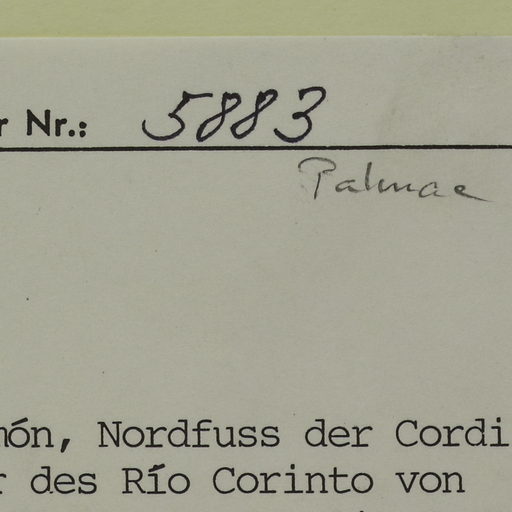 r Nr.: 5883
Palmae
món, Nordfuss der Cordi
r des Río Corinto von